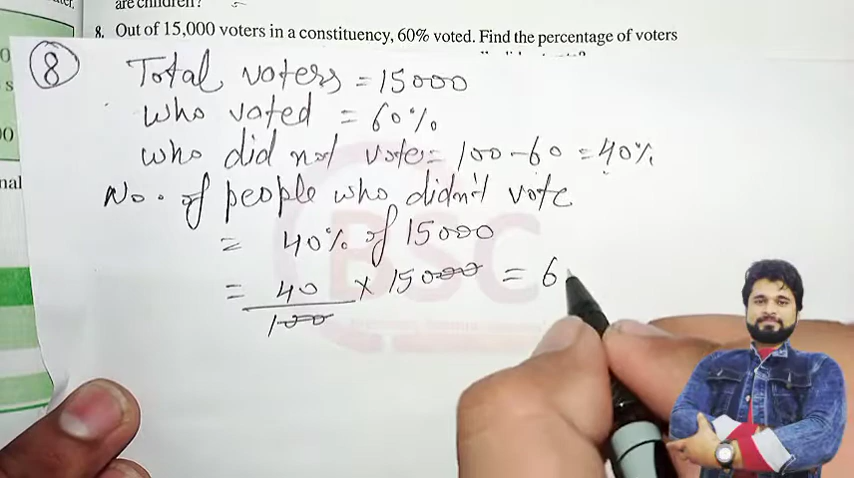 are children?
8. Out of 15,000 voters in a constituency, 60% voted. Find the percentage of voters
8 Total voters = 15000
who voted = 60%
who did not vote = 100 - 60 = 40%
No. of people who didn't vote
= 40% of 15000
= 40/100 × 15000 = 6
BSC